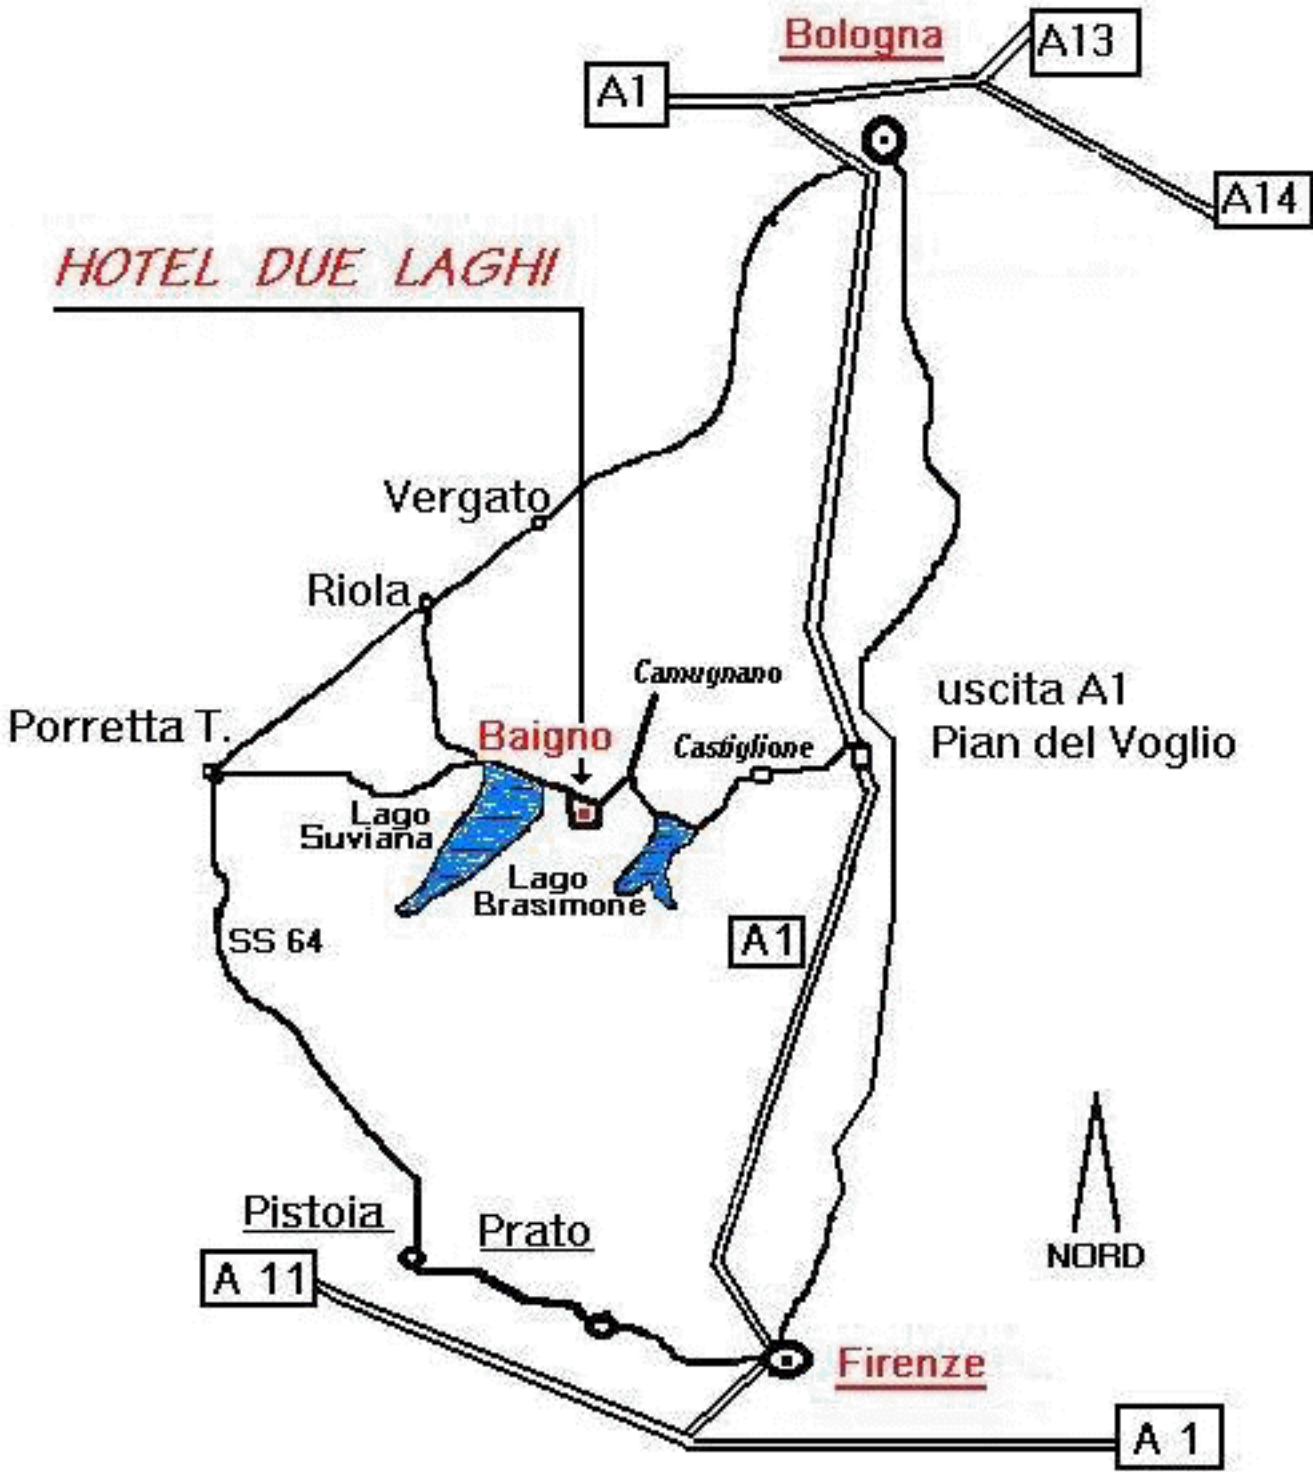 Bologna
A13
A1
A14
HOTEL DUE LAGHI
Vergato
Riola
Camugnano
uscita A1
Pian del Voglio
Porretta T.
Baigno
Castiglione
Lago
Suviana
Lago
Brasimone
SS 64
A1
Pistoia
Prato
NORD
A 11
Firenze
A 1